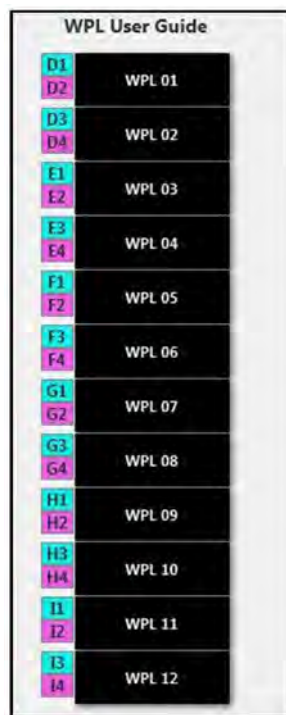 WPL User Guide
D1
D2
WPL 01
D3
D4
WPL 02
E1
E2
WPL 03
E3
E4
WPL 04
F1
F2
WPL 05
F3
F4
WPL 06
G1
G2
WPL 07
G3
G4
WPL 08
H1
H2
WPL 09
H3
H4
WPL 10
I1
I2
WPL 11
I3
I4
WPL 12